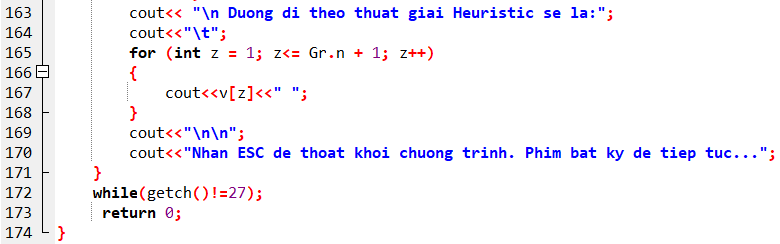 163 cout<< "\n Duong di theo thuat giai Heuristic se la:";
164 cout<<"\t";
165 for (int z = 1; z<= Gr.n + 1; z++)
166 {
167 cout<<v[z]<<" ";
168 }
169 cout<<"\n\n";
170 cout<<"Nhan ESC de thoat khoi chuong trinh. Phim bat ky de tiep tuc...";
171 }
172 while(getch()!=27);
173 return 0;
174 }